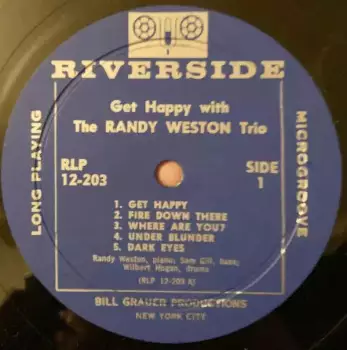 RIVERSIDE
Get Happy with
The RANDY WESTON Trio
LONG PLAYING
MICROGROOVE
RLP
12-203
SIDE
1
1. GET HAPPY
2. FIRE DOWN THERE
3. WHERE ARE YOU?
4. UNDER BLUNDER
5. DARK EYES
Randy Weston, piano; Sam Gill, bass;
Wilbert Hogan, drums
(RLP 12-203 A)
BILL GRAUER PRODUCTIONS
NEW YORK CITY